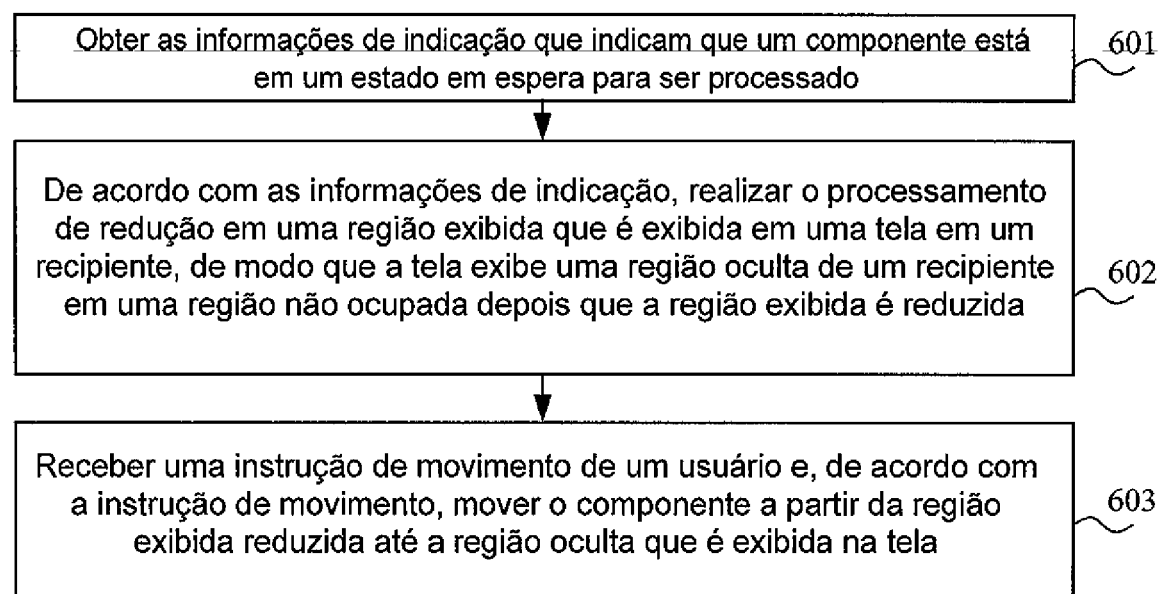 Obter as informações de indicação que indicam que um componente está
em um estado em espera para ser processado
601
De acordo com as informações de indicação, realizar o processamento
de redução em uma região exibida que é exibida em uma tela em um
recipiente, de modo que a tela exibe uma região oculta de um recipiente
em uma região não ocupada depois que a região exibida é reduzida
602
Receber uma instrução de movimento de um usuário e, de acordo com
a instrução de movimento, mover o componente a partir da região
exibida reduzida até a região oculta que é exibida na tela
603